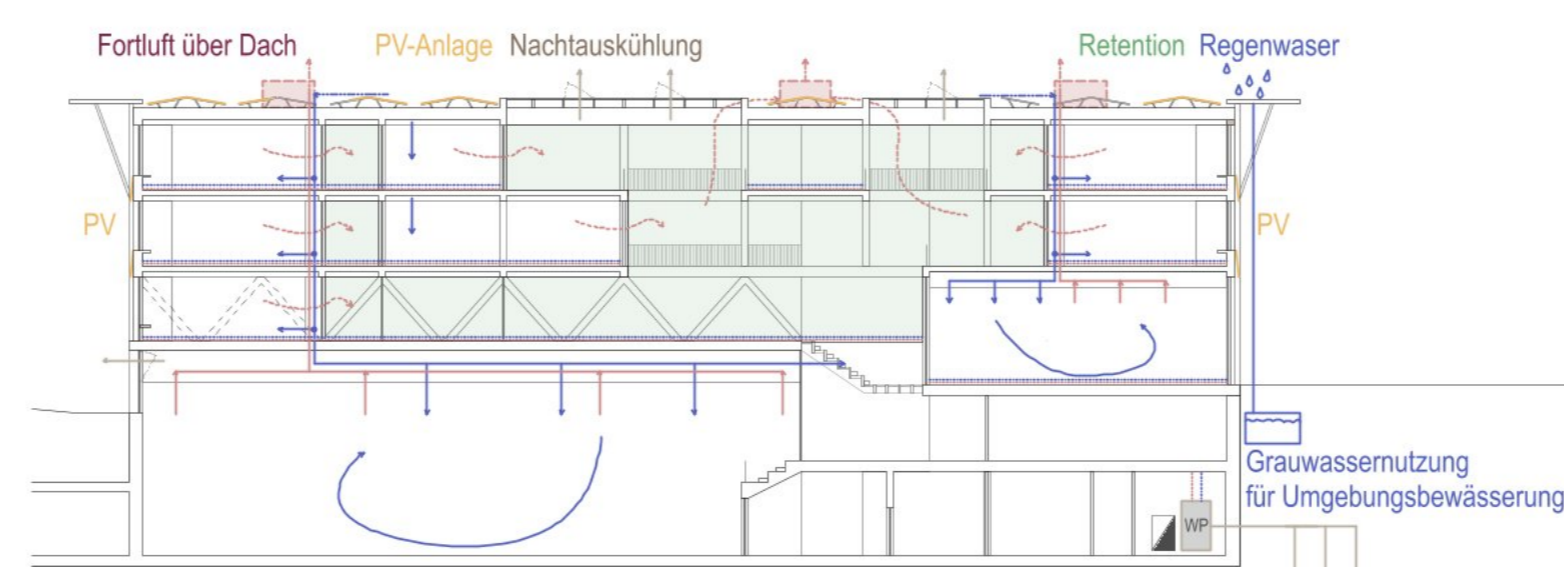 Fortluft über Dach
PV-Anlage
Nachtauskühlung
Retention
Regenwaser
PV
PV
Grauwassernutzung
für Umgebungsbewässerung
WP